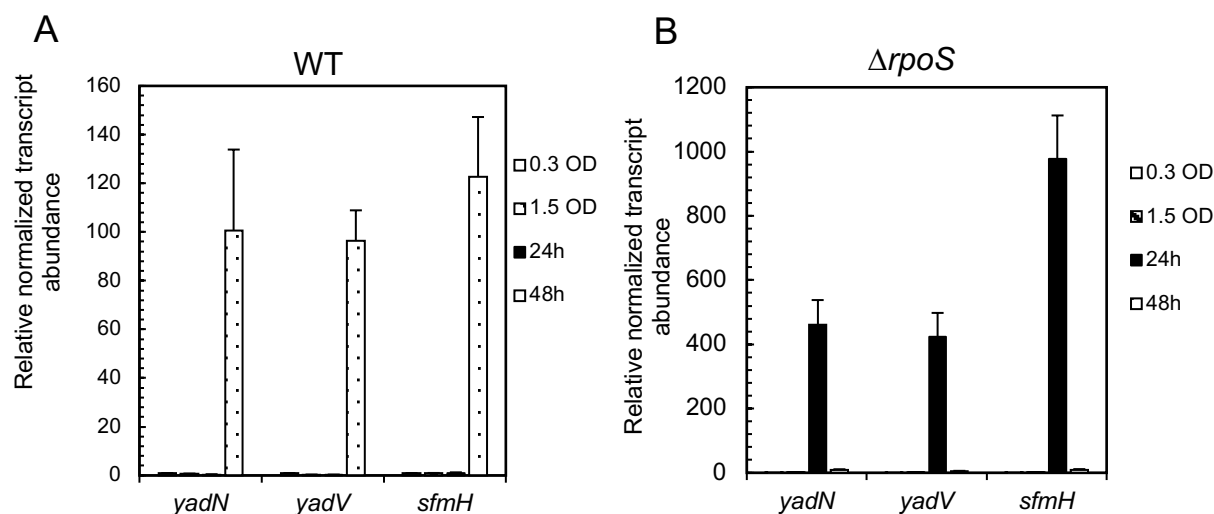 A
WT
Relative normalized transcript
abundance
160
140
120
100
80
60
40
20
0
yadN
yadV
sfmH
0.3 OD
1.5 OD
24h
48h
B
ΔrpoS
Relative normalized transcript
abundance
1200
1000
800
600
400
200
0
yadN
yadV
sfmH
0.3 OD
1.5 OD
24h
48h